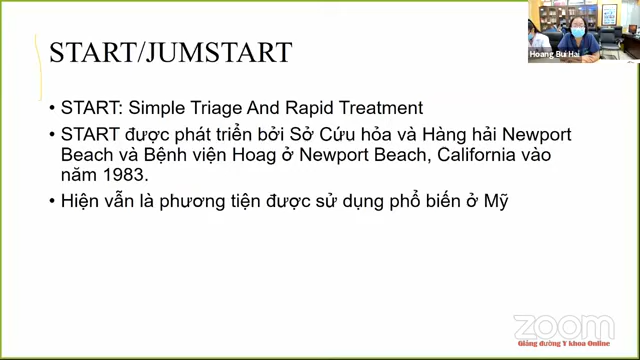 START/JUMSTART
Hoang Bui Hai
• START: Simple Triage And Rapid Treatment
• START được phát triển bởi Sở Cứu hỏa và Hàng hải Newport
Beach và Bệnh viện Hoag ở Newport Beach, California vào
năm 1983.
• Hiện vẫn là phương tiện được sử dụng phổ biến ở Mỹ
zoom
Giảng đường Y khoa Online